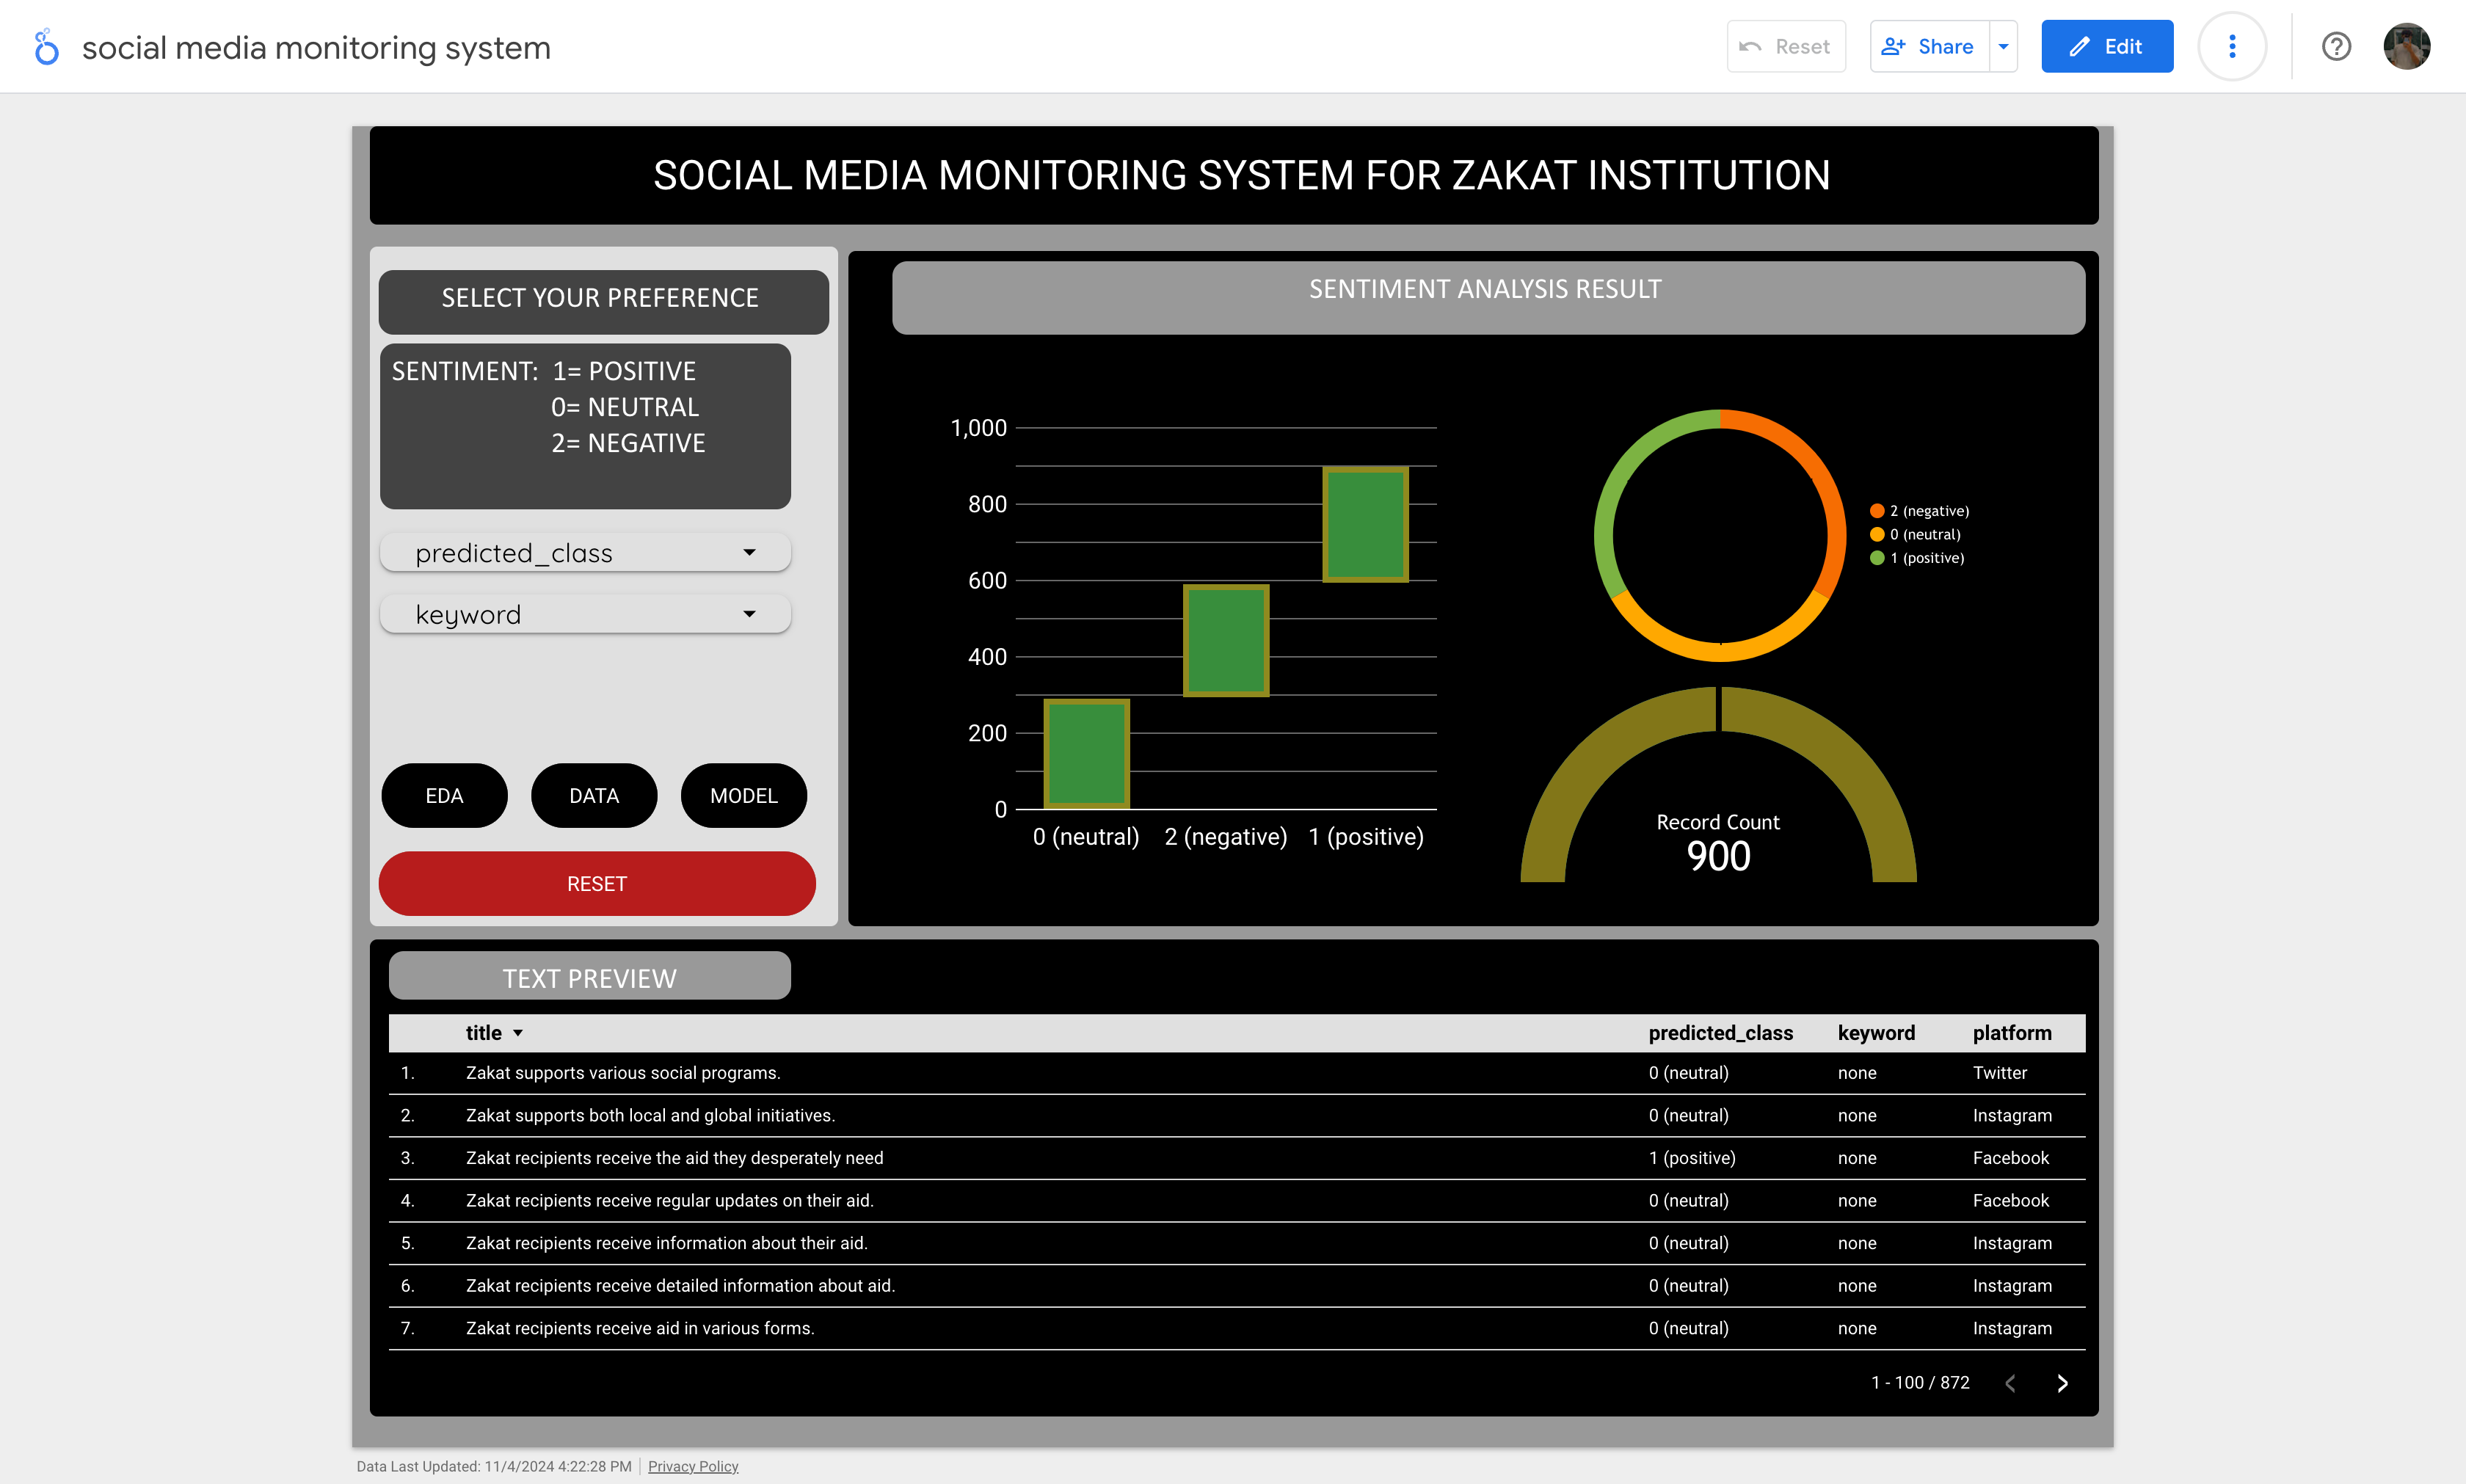 social media monitoring system
Reset
Share
Edit
SOCIAL MEDIA MONITORING SYSTEM FOR ZAKAT INSTITUTION
SELECT YOUR PREFERENCE
SENTIMENT: 1= POSITIVE
0= NEUTRAL
2= NEGATIVE
predicted_class
keyword
EDA DATA MODEL
RESET
SENTIMENT ANALYSIS RESULT
1,000
800
600
400
200
0
0 (neutral) 2 (negative) 1 (positive)
2 (negative)
0 (neutral)
1 (positive)
Record Count
900
TEXT PREVIEW
title predicted_class keyword platform
1. Zakat supports various social programs. 0 (neutral) none Twitter
2. Zakat supports both local and global initiatives. 0 (neutral) none Instagram
3. Zakat recipients receive the aid they desperately need 1 (positive) none Facebook
4. Zakat recipients receive regular updates on their aid. 0 (neutral) none Facebook
5. Zakat recipients receive information about their aid. 0 (neutral) none Instagram
6. Zakat recipients receive detailed information about aid. 0 (neutral) none Instagram
7. Zakat recipients receive aid in various forms. 0 (neutral) none Instagram
1 - 100 / 872
Data Last Updated: 11/4/2024 4:22:28 PM Privacy Policy